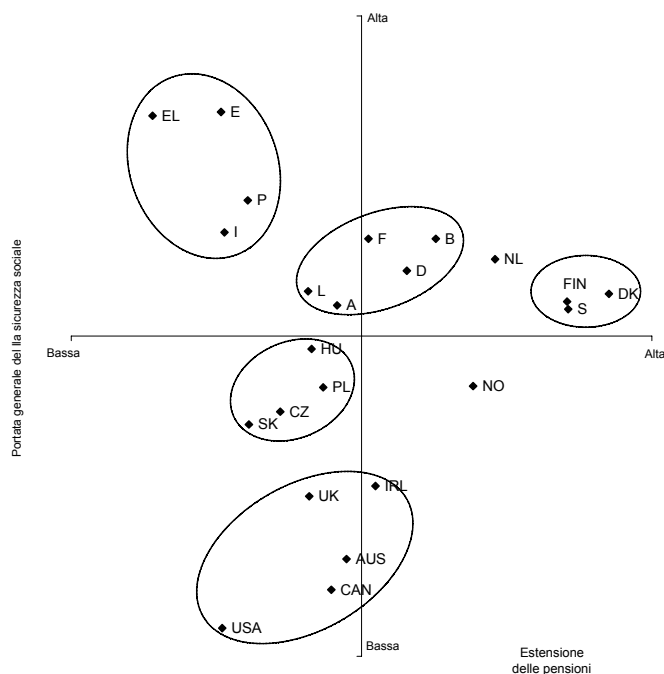 Alta
EL
E
P
I
F
B
D
NL
L
A
FIN
S
DK
Bassa
Alta
HU
PL
CZ
SK
NO
UK
IRL
AUS
CAN
USA
Bassa
Portata generale del lla sicurezza sociale
Estensione
delle pensioni